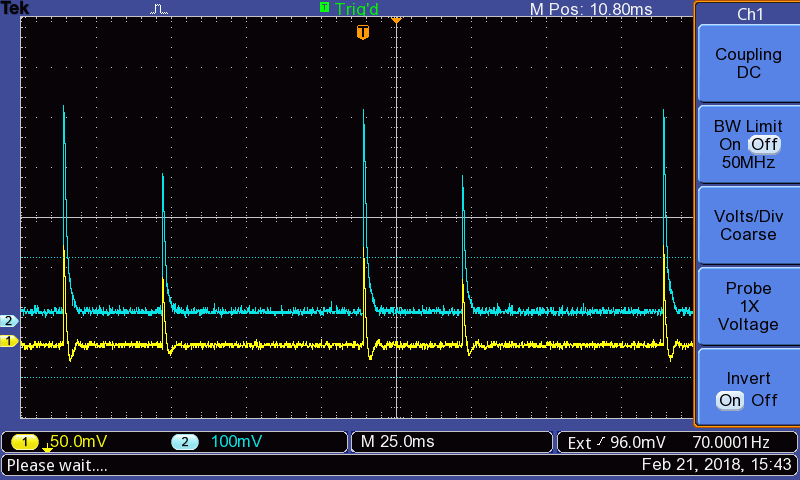 Tek T Trig'd M Pos: 10.80ms
T
Ch1
Coupling
DC
BW Limit
On Off
50MHz
Volts/Div
Coarse
Probe
1X
Voltage
Invert
On Off
2
1
1 50.0mV 2 100mV M 25.0ms Ext 96.0mV 70.0001Hz
Please wait.... Feb 21, 2018, 15:43